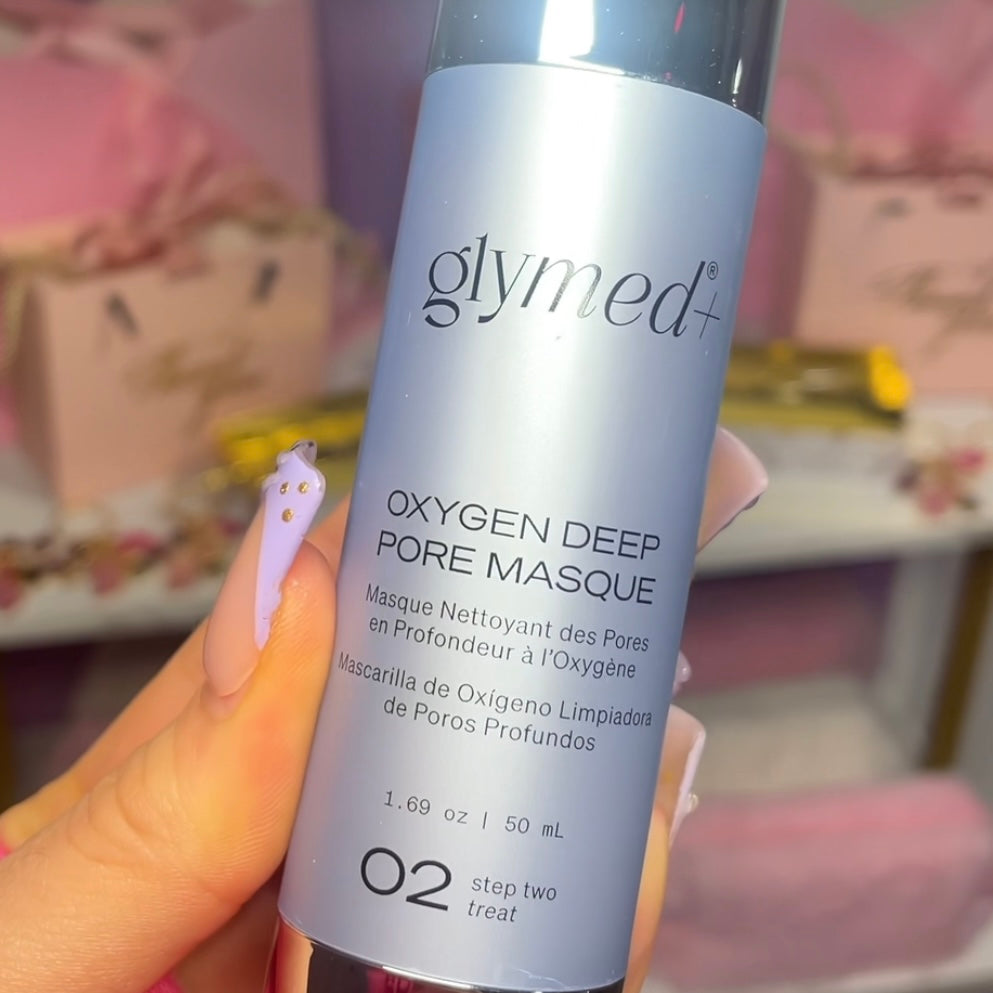 glymed+®
OXYGEN DEEP
PORE MASQUE
Masque Nettoyant des Pores
en Profondeur à l'Oxygène
Mascarilla de Oxígeno Limpiadora
de Poros Profundos
1.69 oz | 50 mL
02 step two
treat